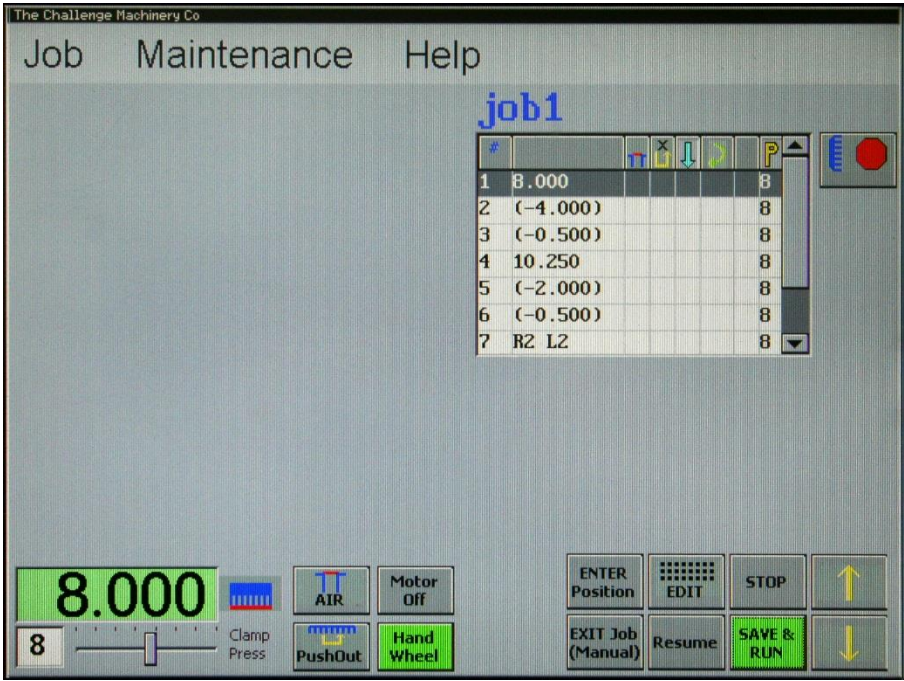 The Challenge Machinery Co
Job Maintenance Help
job1
# X P
1 8.000 8
2 (-4.000) 8
3 (-0.500) 8
4 10.250 8
5 (-2.000) 8
6 (-0.500) 8
7 R2 L2 8
8.000
AIR
Motor
Off
ENTER
Position
EDIT
STOP
8
Clamp
Press
PushOut
Hand
Wheel
EXIT Job
(Manual)
Resume
SAVE &
RUN